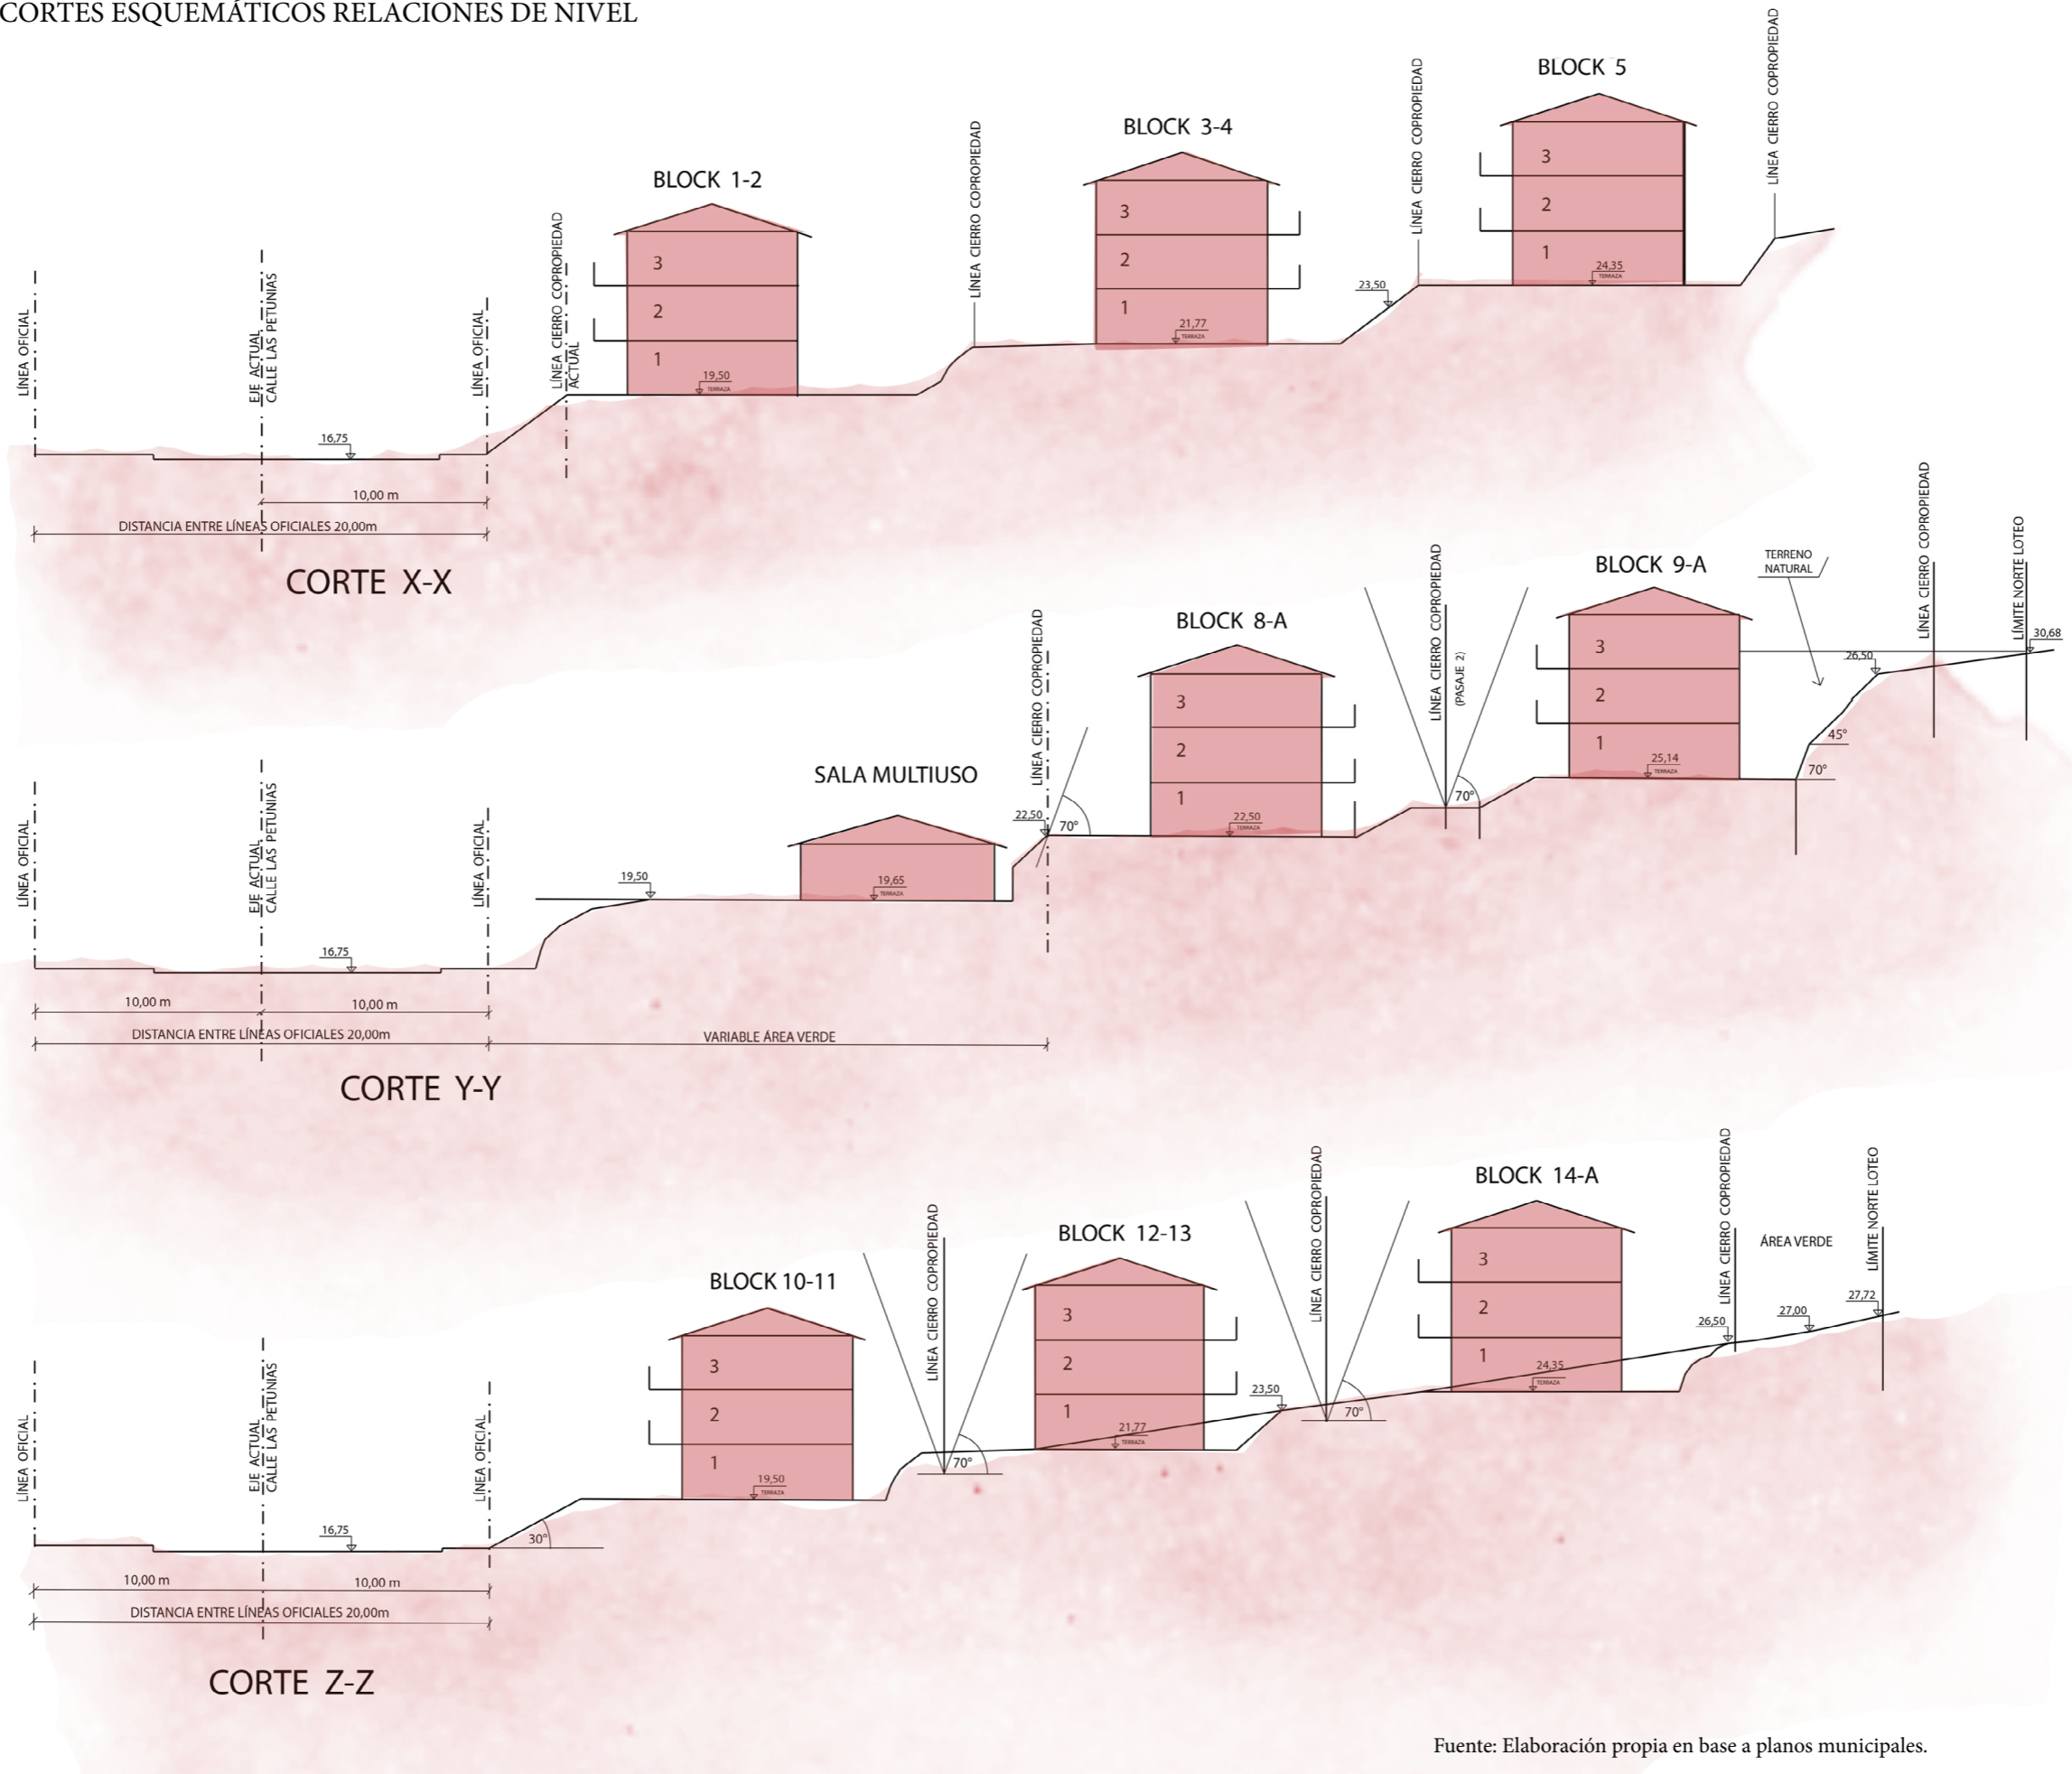 CORTES ESQUEMÁTICOS RELACIONES DE NIVEL
LÍNEA OFICIAL
EJE ACTUAL
CALLE LAS PETUNIAS
16,75
LÍNEA OFICIAL
LÍNEA CIERRO COPROPIEDAD
ACTUAL
BLOCK 1-2
3
2
1
19,50
TERRAZA
LÍNEA CIERRO COPROPIEDAD
BLOCK 3-4
3
2
1
21,77
TERRAZA
23,50
LÍNEA CIERRO COPROPIEDAD
BLOCK 5
3
2
1
24,35
TERRAZA
LÍNEA CIERRO COPROPIEDAD
10,00 m
DISTANCIA ENTRE LÍNEAS OFICIALES 20,00m
CORTE X-X
LÍNEA OFICIAL
EJE ACTUAL
CALLE LAS PETUNIAS
16,75
LÍNEA OFICIAL
19,50
SALA MULTIUSO
19,65
TERRAZA
LÍNEA CIERRO COPROPIEDAD
22,50
70°
BLOCK 8-A
3
2
1
22,50
TERRAZA
LÍNEA CIERRO COPROPIEDAD
(PASAJE 2)
70°
BLOCK 9-A
3
2
1
25,14
TERRAZA
TERRENO
NATURAL
26,50
45°
70°
LÍNEA CIERRO COPROPIEDAD
LÍMITE NORTE LOTEO
30,68
10,00 m
10,00 m
DISTANCIA ENTRE LÍNEAS OFICIALES 20,00m
VARIABLE ÁREA VERDE
CORTE Y-Y
LÍNEA OFICIAL
EJE ACTUAL
CALLE LAS PETUNIAS
16,75
LÍNEA OFICIAL
30°
BLOCK 10-11
3
2
1
19,50
TERRAZA
LÍNEA CIERRO COPROPIEDAD
70°
BLOCK 12-13
3
2
1
21,77
TERRAZA
23,50
LÍNEA CIERRO COPROPIEDAD
70°
BLOCK 14-A
3
2
1
24,35
TERRAZA
LÍNEA CIERRO COPROPIEDAD
26,50
ÁREA VERDE
27,00
27,72
LÍMITE NORTE LOTEO
10,00 m
10,00 m
DISTANCIA ENTRE LÍNEAS OFICIALES 20,00m
CORTE Z-Z
Fuente: Elaboración propia en base a planos municipales.